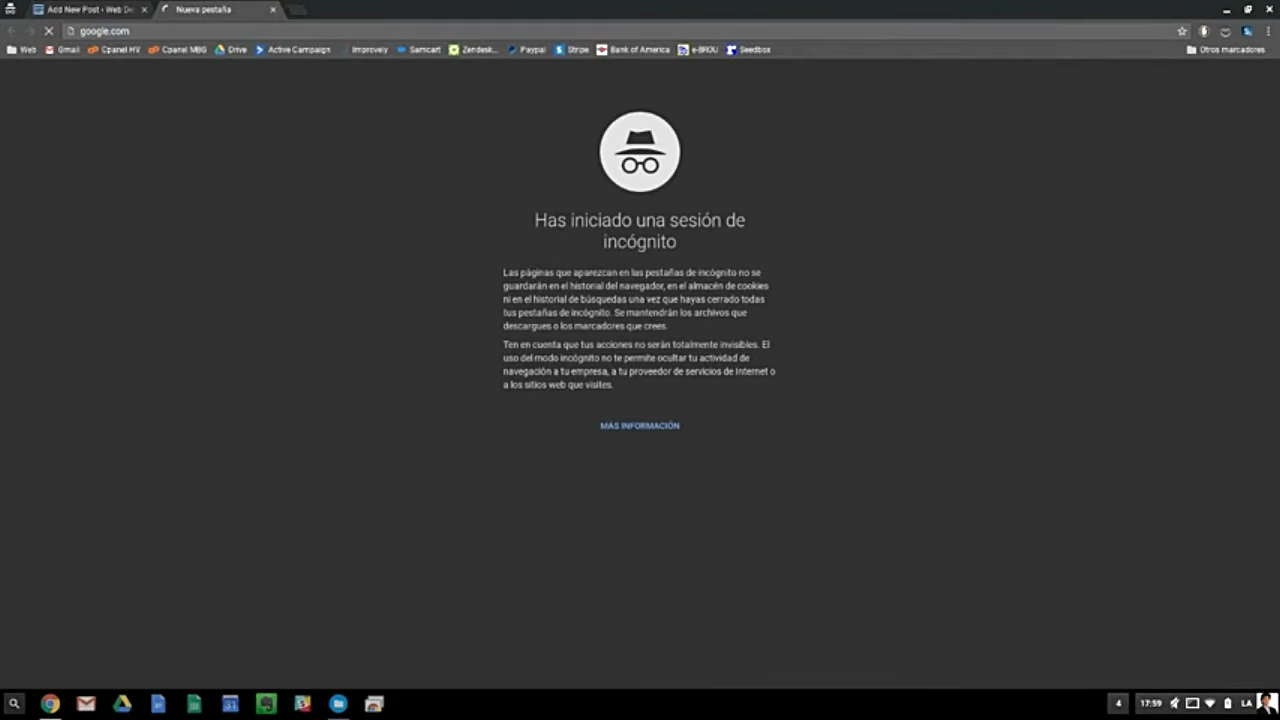 Add New Post ‹ Web De
Nueva pestaña
google.com
Web Gmail Cpanel HV Cpanel MBG Drive Active Campaign Improvely Samcart Zendesk... Paypal Stripe Bank of America e-BROU Seedbox Otros marcadores
Has iniciado una sesión de
incógnito
Las páginas que aparezcan en las pestañas de incógnito no se
guardarán en el historial del navegador, en el almacén de cookies
ni en el historial de búsquedas una vez que hayas cerrado todas
tus pestañas de incógnito. Se mantendrán los archivos que
descargues o los marcadores que crees.
Ten en cuenta que tus acciones no serán totalmente invisibles. El
uso del modo incógnito no te permite ocultar tu actividad de
navegación a tu empresa, a tu proveedor de servicios de Internet o
a los sitios web que visites.
MÁS INFORMACIÓN
31
4 17:59 LA